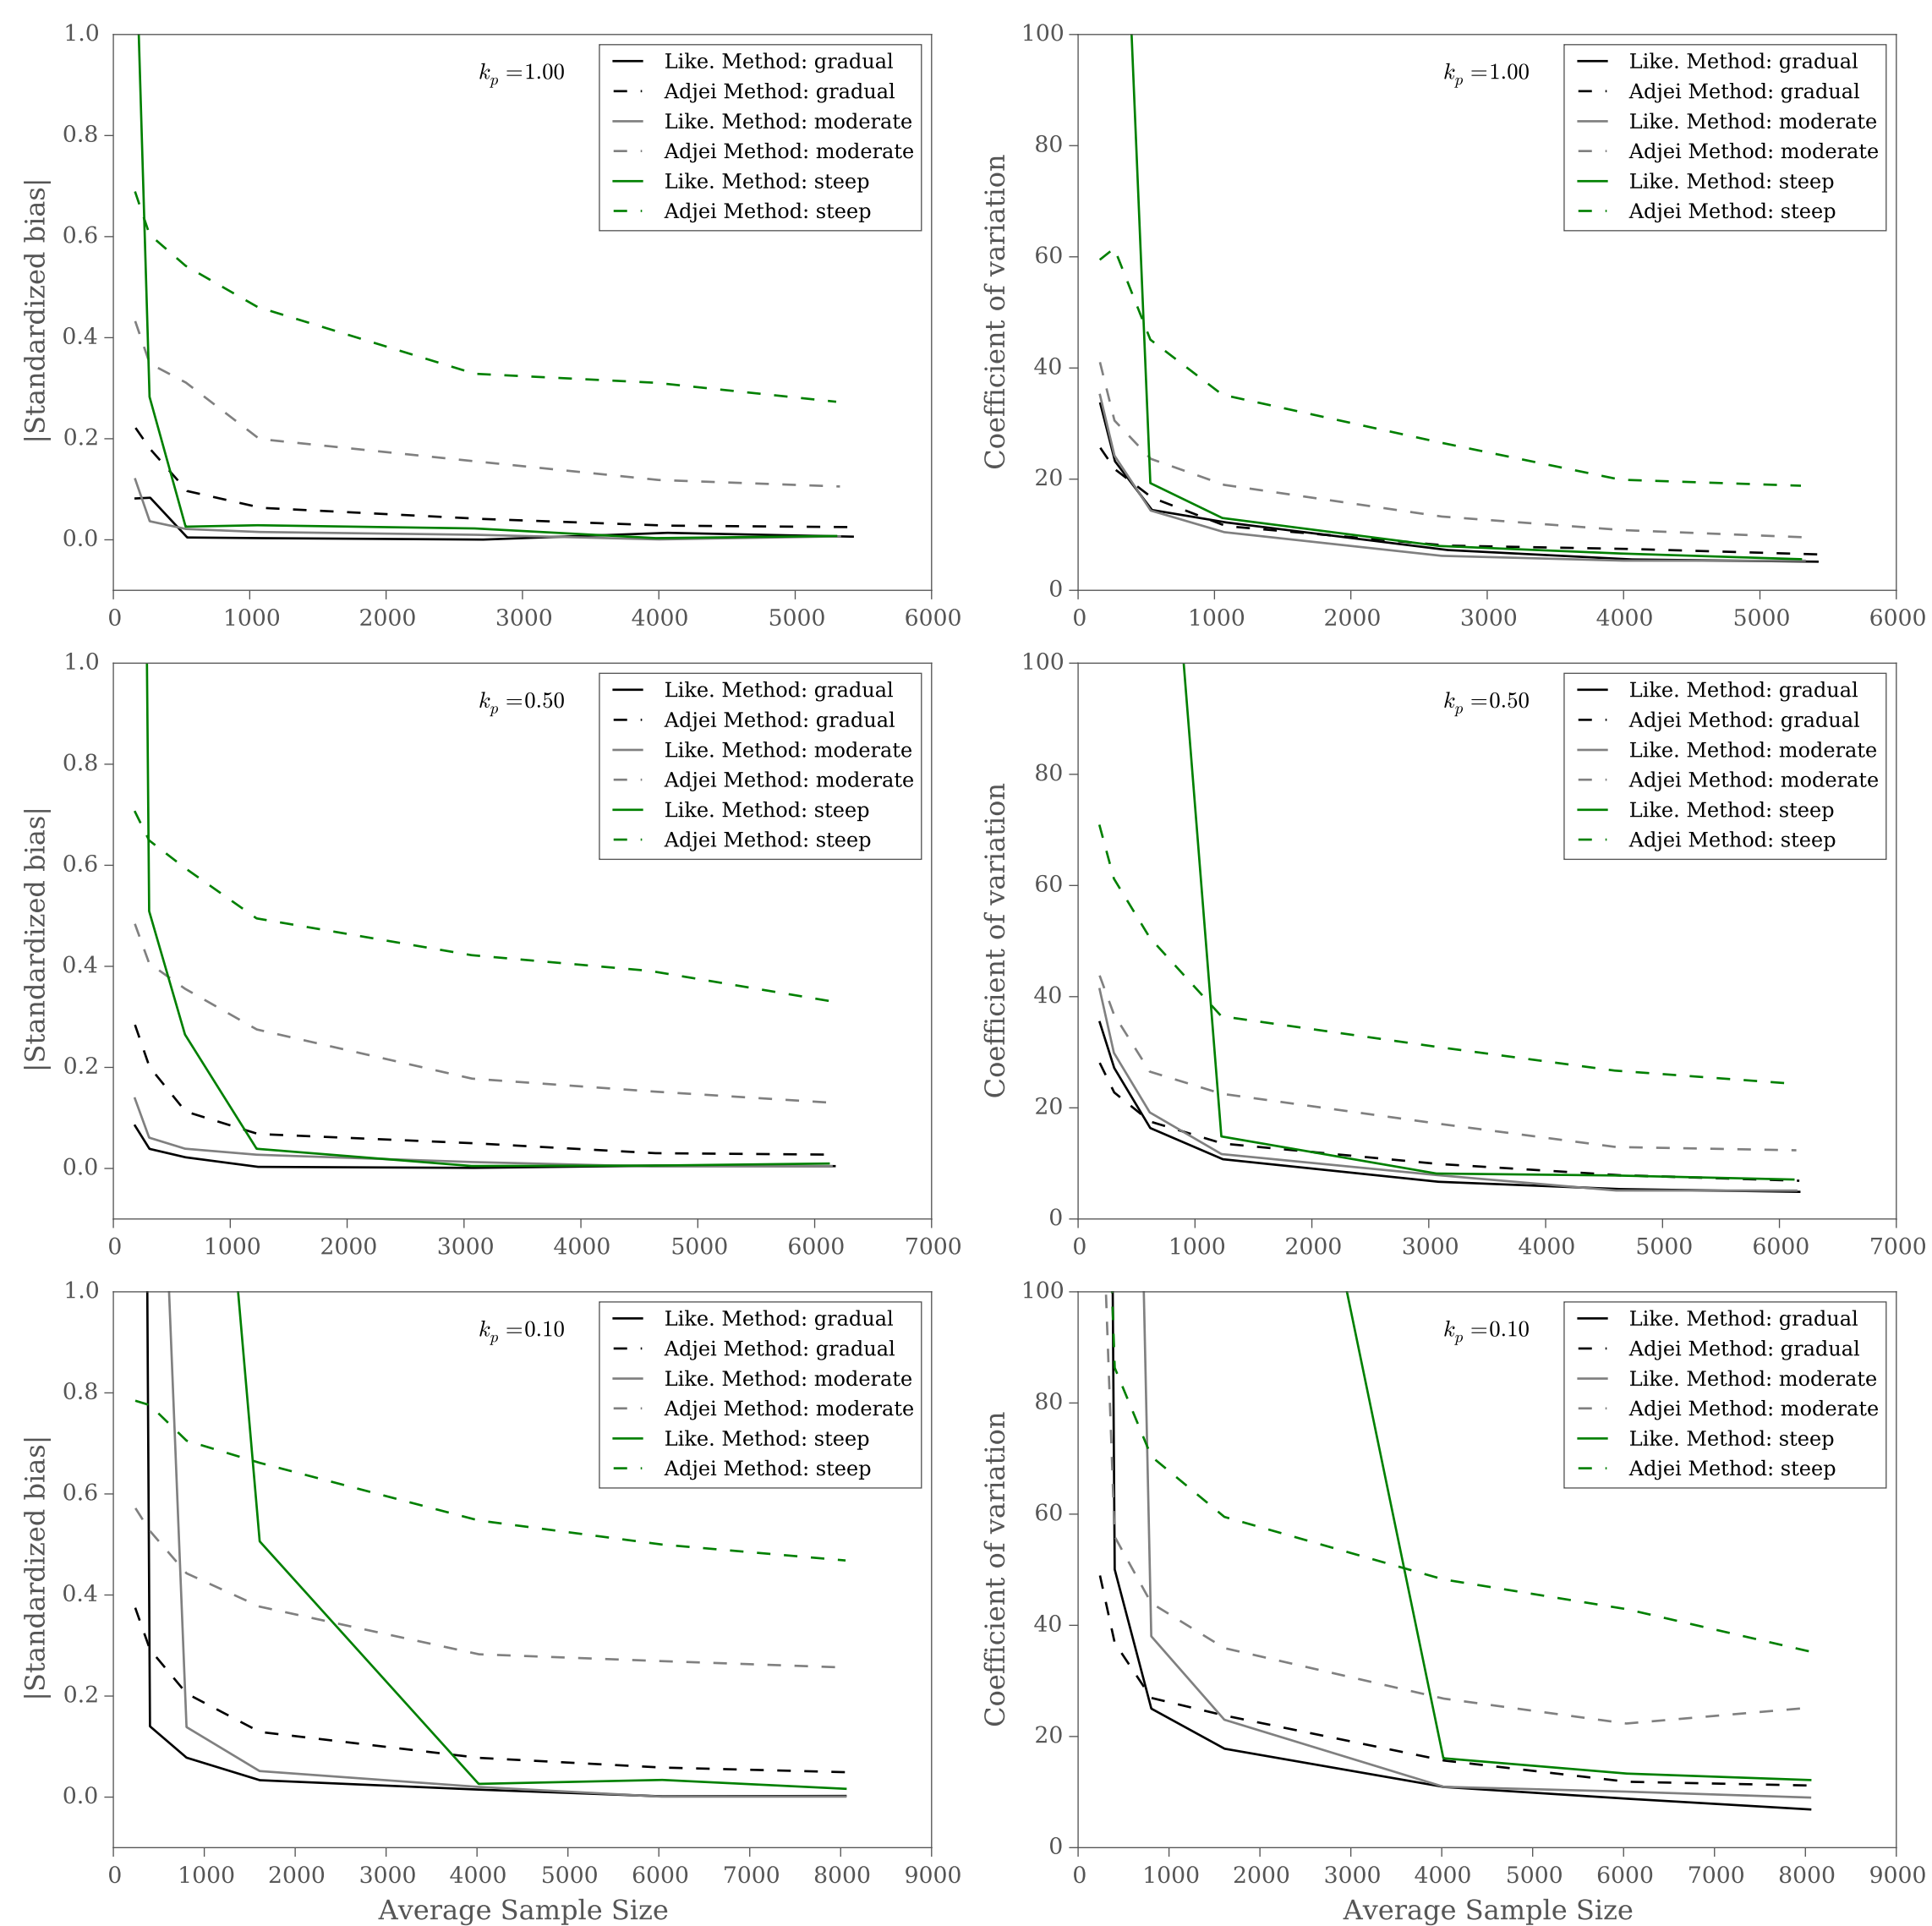 1.0
0.8
0.6
0.4
0.2
0.0
|Standardized bias|
k_p =1.00
Like. Method: gradual
Adjei Method: gradual
Like. Method: moderate
Adjei Method: moderate
Like. Method: steep
Adjei Method: steep
0 1000 2000 3000 4000 5000 6000
100
80
60
40
20
0
Coefficient of variation
k_p =1.00
Like. Method: gradual
Adjei Method: gradual
Like. Method: moderate
Adjei Method: moderate
Like. Method: steep
Adjei Method: steep
0 1000 2000 3000 4000 5000 6000
1.0
0.8
0.6
0.4
0.2
0.0
|Standardized bias|
k_p =0.50
Like. Method: gradual
Adjei Method: gradual
Like. Method: moderate
Adjei Method: moderate
Like. Method: steep
Adjei Method: steep
0 1000 2000 3000 4000 5000 6000 7000
100
80
60
40
20
0
Coefficient of variation
k_p =0.50
Like. Method: gradual
Adjei Method: gradual
Like. Method: moderate
Adjei Method: moderate
Like. Method: steep
Adjei Method: steep
0 1000 2000 3000 4000 5000 6000 7000
1.0
0.8
0.6
0.4
0.2
0.0
|Standardized bias|
k_p =0.10
Like. Method: gradual
Adjei Method: gradual
Like. Method: moderate
Adjei Method: moderate
Like. Method: steep
Adjei Method: steep
0 1000 2000 3000 4000 5000 6000 7000 8000 9000
Average Sample Size
100
80
60
40
20
0
Coefficient of variation
k_p =0.10
Like. Method: gradual
Adjei Method: gradual
Like. Method: moderate
Adjei Method: moderate
Like. Method: steep
Adjei Method: steep
0 1000 2000 3000 4000 5000 6000 7000 8000 9000
Average Sample Size